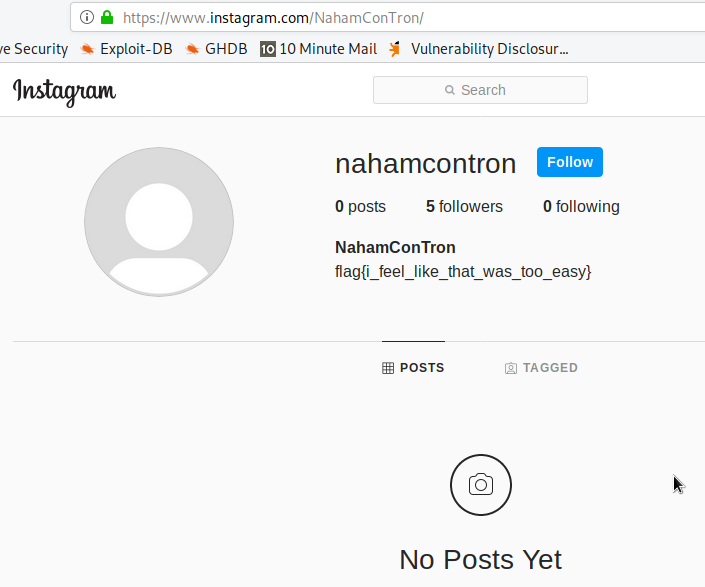 https://www.instagram.com/NahamConTron/
ve Security Exploit-DB GHDB 10 10 Minute Mail Vulnerability Disclosur...
Instagram Search
nahamcontron Follow
0 posts 5 followers 0 following
NahamConTron
flag{i_feel_like_that_was_too_easy}
POSTS TAGGED
No Posts Yet